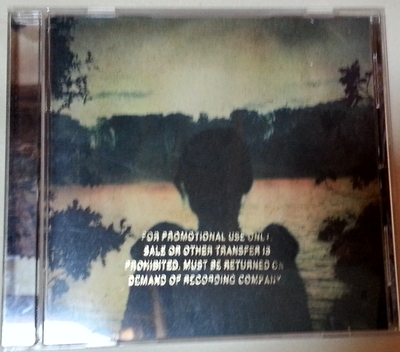 FOR PROMOTIONAL USE ONLY
SALE OR OTHER TRANSFER IS
PROHIBITED, MUST BE RETURNED ON
DEMAND OF RECORDING COMPANY